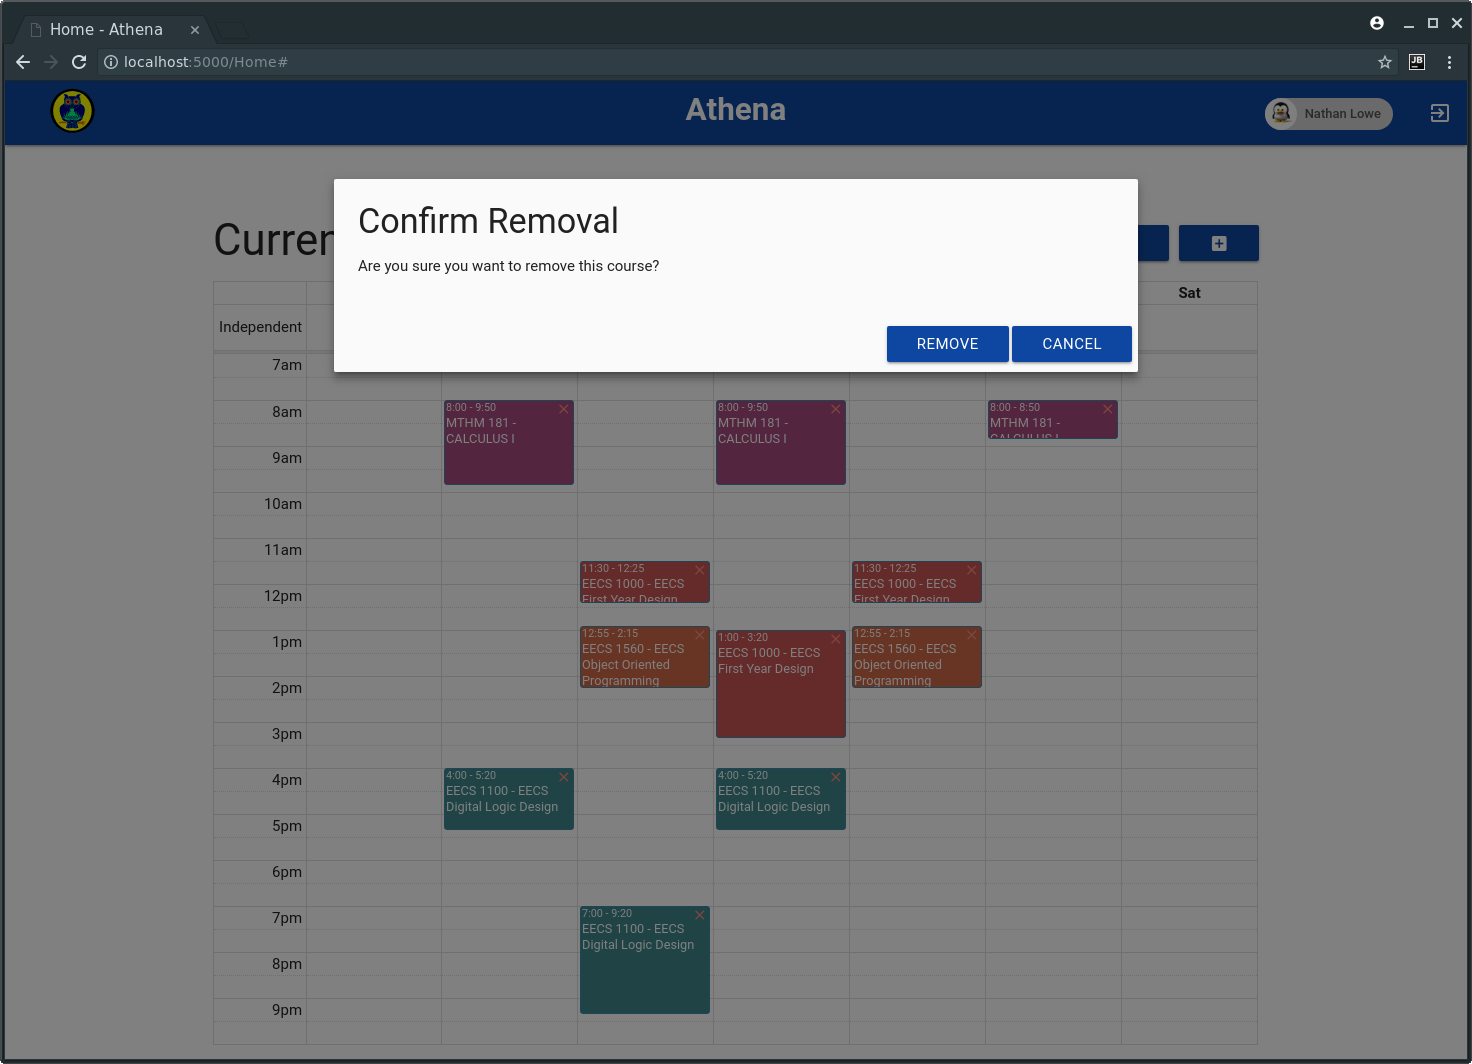 Home - Athena
localhost:5000/Home#
JB
Athena
Nathan Lowe
Confirm Removal
Are you sure you want to remove this course?
REMOVE
CANCEL
Curren
Sat
Independent
7am
8am
8:00 - 9:50
MTHM 181 -
CALCULUS I
8:00 - 9:50
MTHM 181 -
CALCULUS I
8:00 - 8:50
MTHM 181 -
CALCULUS I
9am
10am
11am
11:30 - 12:25
EECS 1000 - EECS
First Year Design
11:30 - 12:25
EECS 1000 - EECS
First Year Design
12pm
12:55 - 2:15
EECS 1560 - EECS
Object Oriented
Programming
1:00 - 3:20
EECS 1000 - EECS
First Year Design
12:55 - 2:15
EECS 1560 - EECS
Object Oriented
Programming
1pm
2pm
3pm
4pm
4:00 - 5:20
EECS 1100 - EECS
Digital Logic Design
4:00 - 5:20
EECS 1100 - EECS
Digital Logic Design
5pm
6pm
7pm
7:00 - 9:20
EECS 1100 - EECS
Digital Logic Design
8pm
9pm